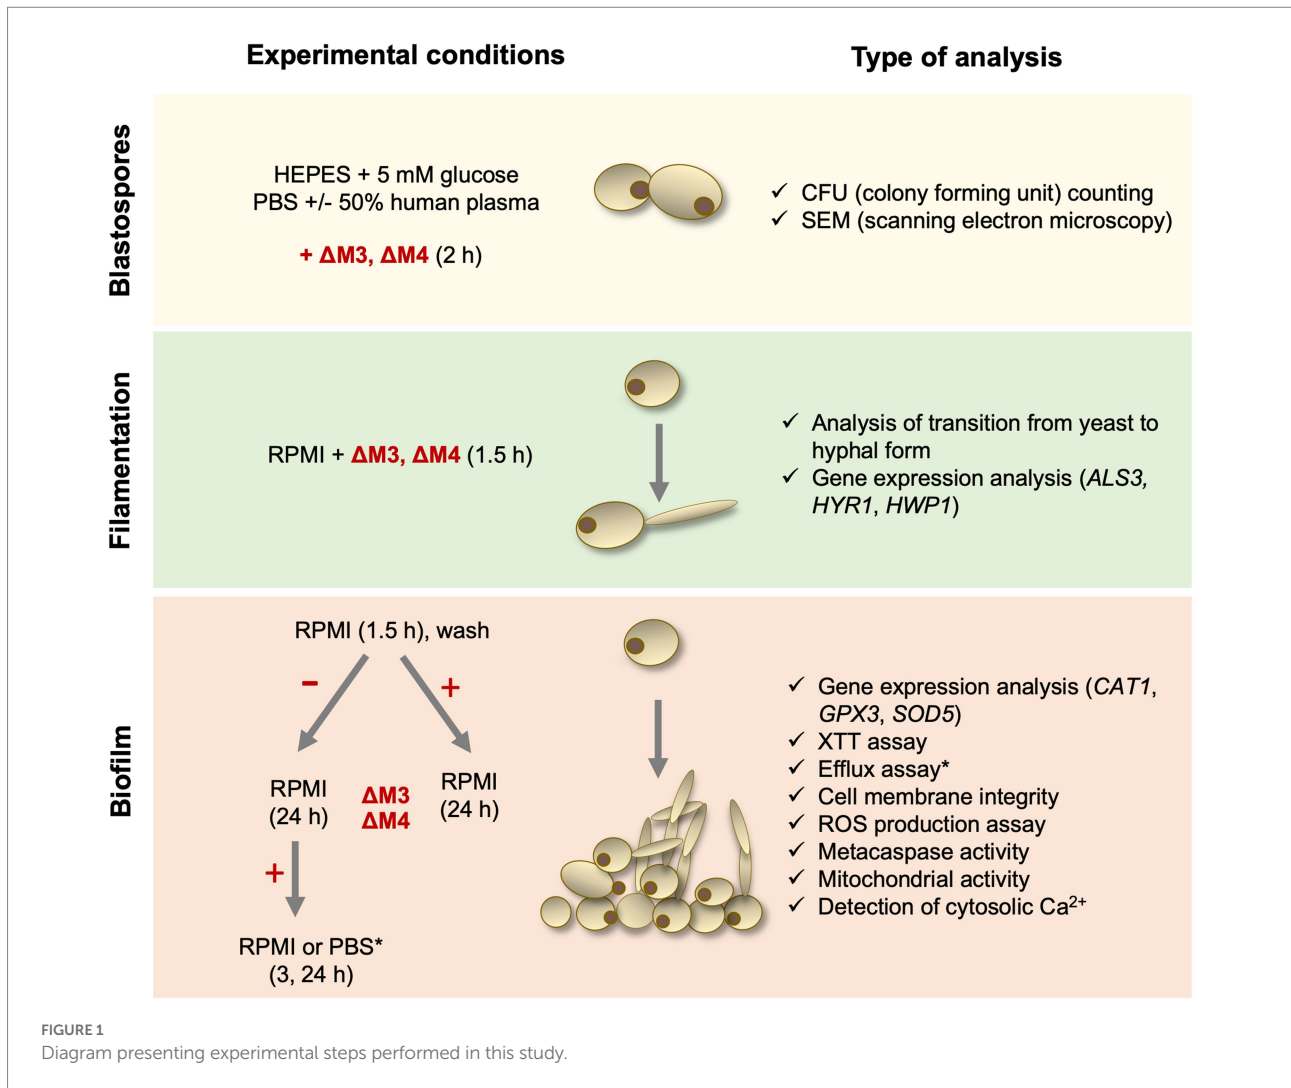 Experimental conditions
Type of analysis
Blastospores
HEPES + 5 mM glucose
PBS +/- 50% human plasma
+ ΔM3, ΔM4 (2 h)
✓ CFU (colony forming unit) counting
✓ SEM (scanning electron microscopy)
Filamentation
RPMI + ΔM3, ΔM4 (1.5 h)
✓ Analysis of transition from yeast to
hyphal form
✓ Gene expression analysis (ALS3,
HYR1, HWP1)
Biofilm
RPMI (1.5 h), wash
−
+
RPMI
(24 h)
ΔM3
ΔM4
RPMI
(24 h)
+
RPMI or PBS*
(3, 24 h)
✓ Gene expression analysis (CAT1,
GPX3, SOD5)
✓ XTT assay
✓ Efflux assay*
✓ Cell membrane integrity
✓ ROS production assay
✓ Metacaspase activity
✓ Mitochondrial activity
✓ Detection of cytosolic Ca²⁺
FIGURE 1
Diagram presenting experimental steps performed in this study.